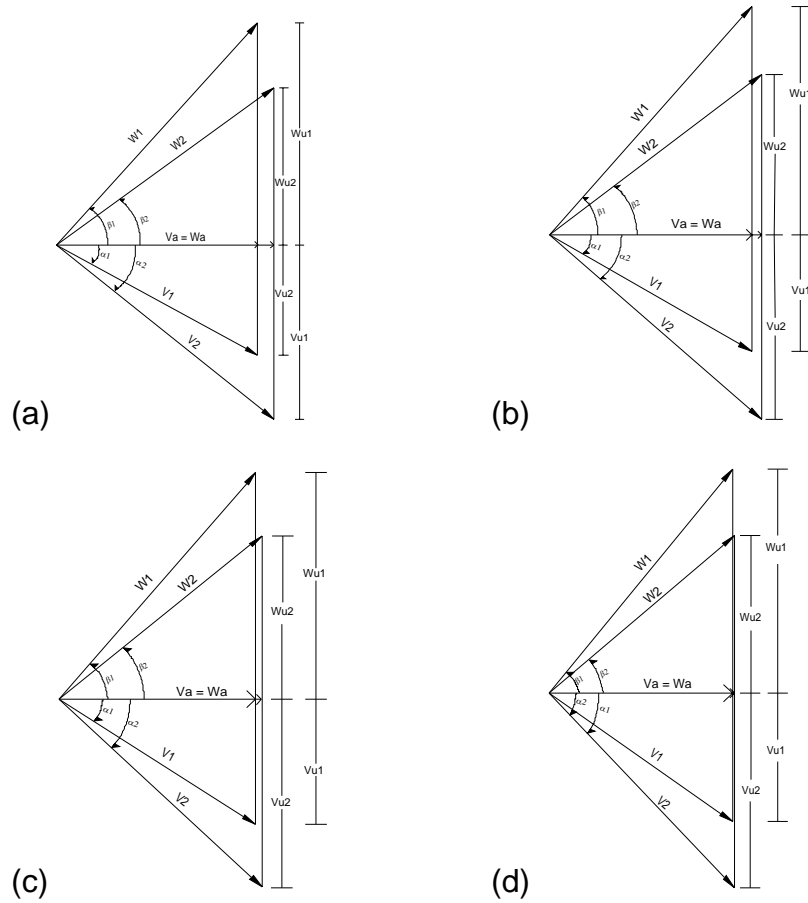 W1
W2
Wu1
Wu2
β1
β2
Va = Wa
α1
α2
V1
V2
Vu2
Vu1
(a)
W1
W2
Wu1
Wu2
β1
β2
Va = Wa
α1
α2
V1
V2
Vu1
Vu2
(b)
W1
W2
Wu1
Wu2
β1
β2
Va = Wa
α1
α2
V1
V2
Vu1
Vu2
(c)
W1
W2
Wu1
Wu2
β1
β2
Va = Wa
α2
α1
V1
V2
Vu1
Vu2
(d)